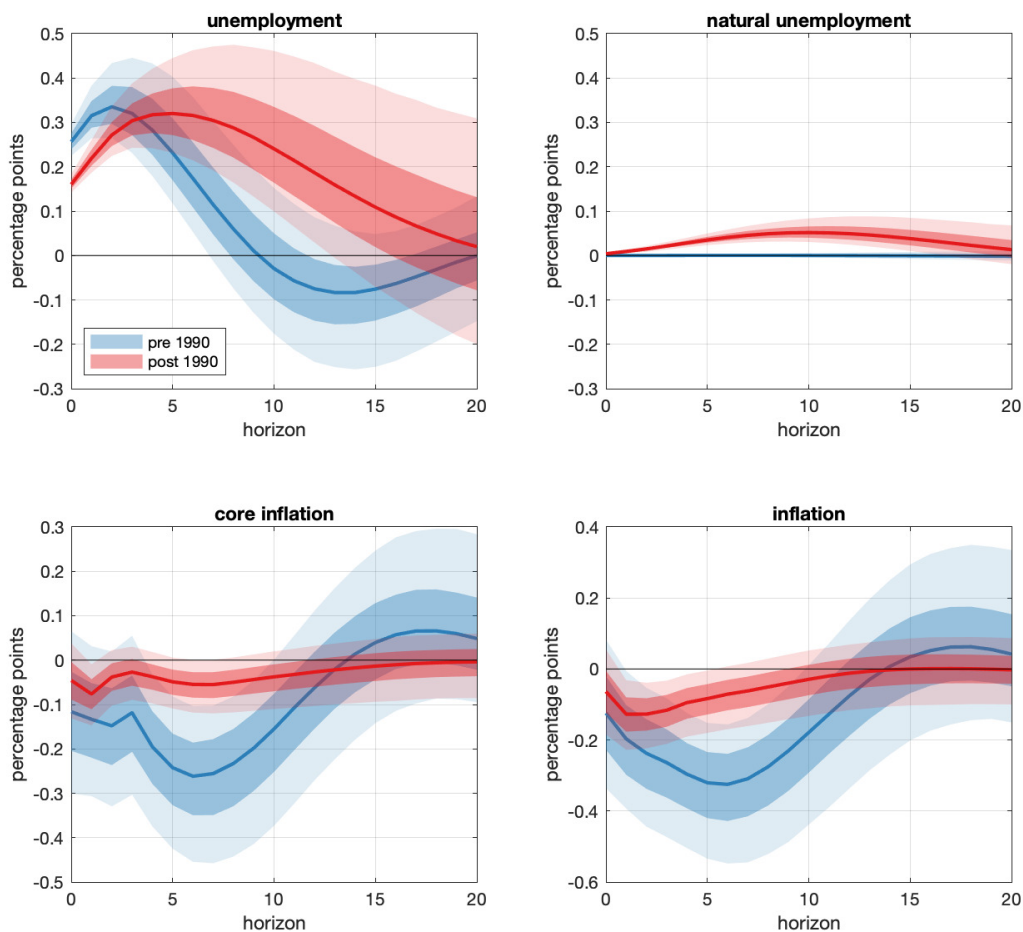 unemployment
percentage points
0.5
0.4
0.3
0.2
0.1
0
-0.1
-0.2
-0.3
pre 1990
post 1990
0 5 10 15 20
horizon
natural unemployment
percentage points
0.5
0.4
0.3
0.2
0.1
0
-0.1
-0.2
-0.3
0 5 10 15 20
horizon
core inflation
percentage points
0.3
0.2
0.1
0
-0.1
-0.2
-0.3
-0.4
-0.5
0 5 10 15 20
horizon
inflation
percentage points
0.4
0.2
0
-0.2
-0.4
-0.6
0 5 10 15 20
horizon